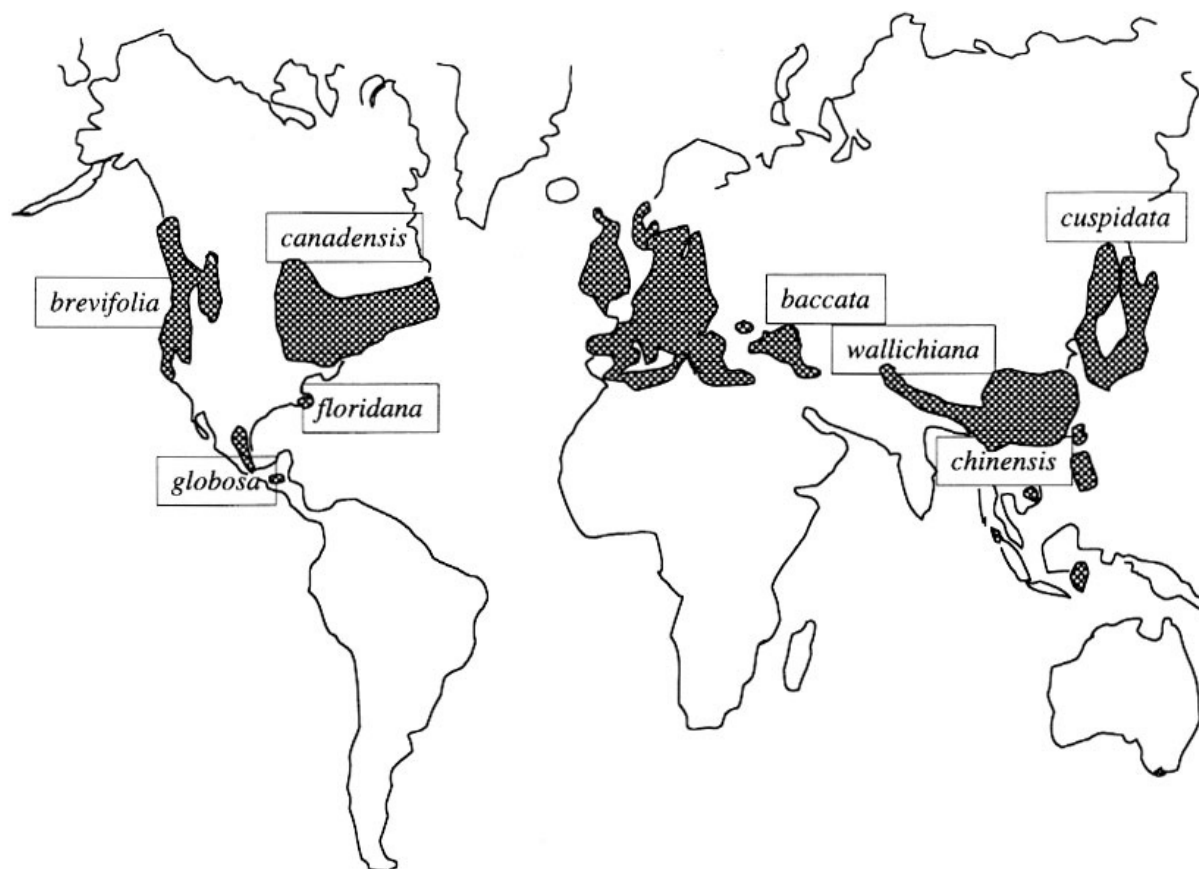 cuspidata
canadensis
brevifolia
baccata
wallichiana
floridana
chinensis
globosa